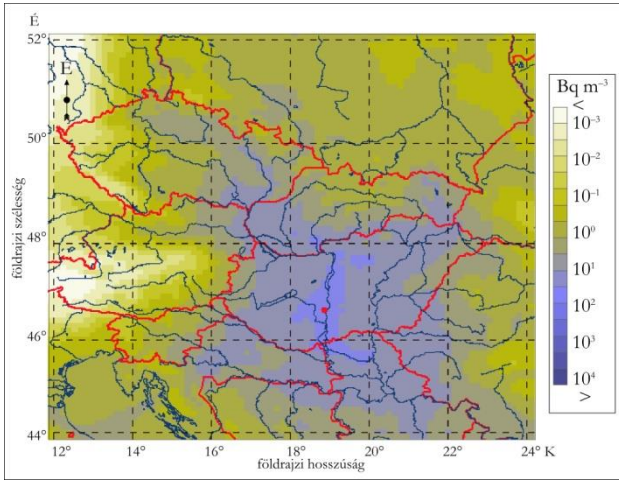 É
52°
50°
48°
46°
44°
földrajzi szélesség
E
12° 14° 16° 18° 20° 22° 24° K
földrajzi hosszúság
Bq m⁻³
<
10⁻³
10⁻²
10⁻¹
10⁰
10¹
10²
10³
10⁴
>